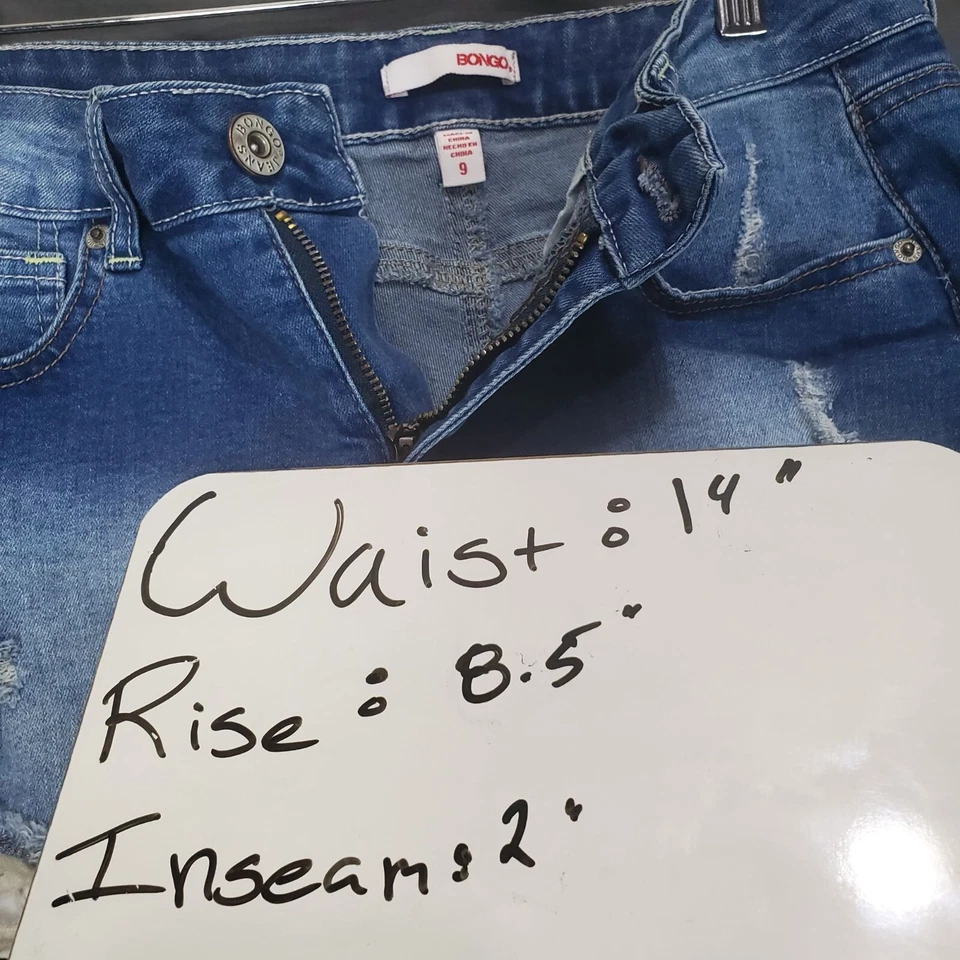 BONGO,
BONGO JEANS
MADE IN
CHINA
HECHO EN
CHINA
9
Waist: 14"
Rise: 8.5"
Inseam: 2"